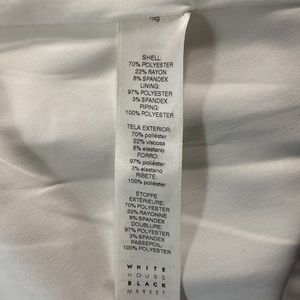 SHELL:
70% POLYESTER
22% RAYON
8% SPANDEX
LINING:
97% POLYESTER
3% SPANDEX
PIPING:
100% POLYESTER
TELA EXTERIOR:
70% poliéster
22% viscosa
8% elastano
FORRO:
97% poliéster
3% elastano
RIBETE:
100% poliéster
ÉTOFFE
EXTÉRIEURE:
70% POLYESTER
22% RAYONNE
8% SPANDEX
DOUBLURE:
97% POLYESTER
3% SPANDEX
PASSEPOIL:
100% POLYESTER
WHITE
HOUSE
BLACK
MARKET